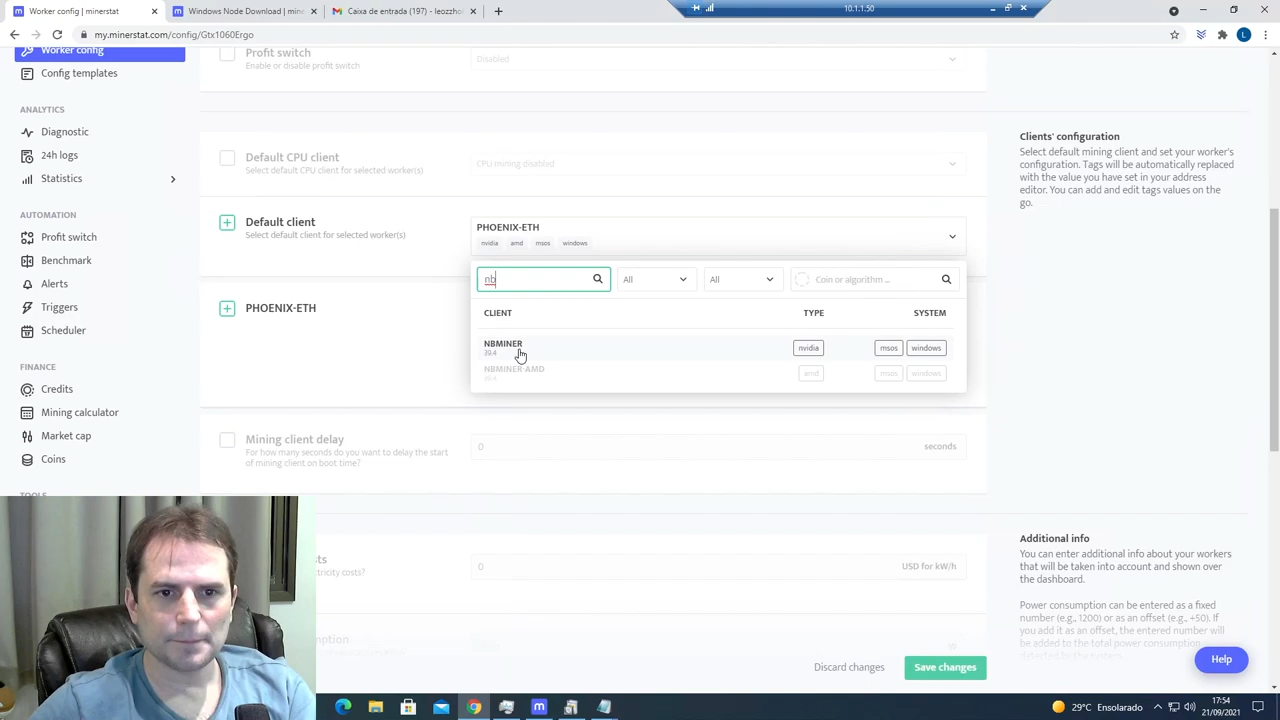 Worker config
Windows Node Download | min
Caixa de entrada (197) - leozzho
10.1.1.50
my.minerstat.com/config/Gtx1060Ergo
L
Worker config
Config templates
ANALYTICS
Diagnostic
24h logs
Statistics
AUTOMATION
Profit switch
Benchmark
Alerts
Triggers
Scheduler
FINANCE
Credits
Mining calculator
Market cap
Coins
TOOLS
Profit switch
Enable or disable profit switch
Disabled
Default CPU client
Select default CPU client for selected worker(s)
CPU mining disabled
Default client
Select default client for selected worker(s)
PHOENIX-ETH
nvidia amd msos windows
nb
All
All
Coin or algorithm ...
CLIENT TYPE SYSTEM
NBMINER nvidia msos windows
39.4
NBMINER-AMD amd msos windows
39.4
PHOENIX-ETH
Mining client delay
For how many seconds do you want to delay the start
of mining client on boot time?
0 seconds
0 USD for kW/h
Discard changes
Save changes
Clients' configuration
Select default mining client and set your worker's
configuration. Tags will be automatically replaced
with the value you have set in your address
editor. You can add and edit tags values on the
go.
Additional info
You can enter additional info about your workers
that will be taken into account and shown over
the dashboard.
Power consumption can be entered as a fixed
number (e.g., 1200) or as an offset (e.g., +50). If
you add it as an offset, the entered number will
be added to the total power consumption
Help
29°C Ensolarado
17:54
21/09/2021